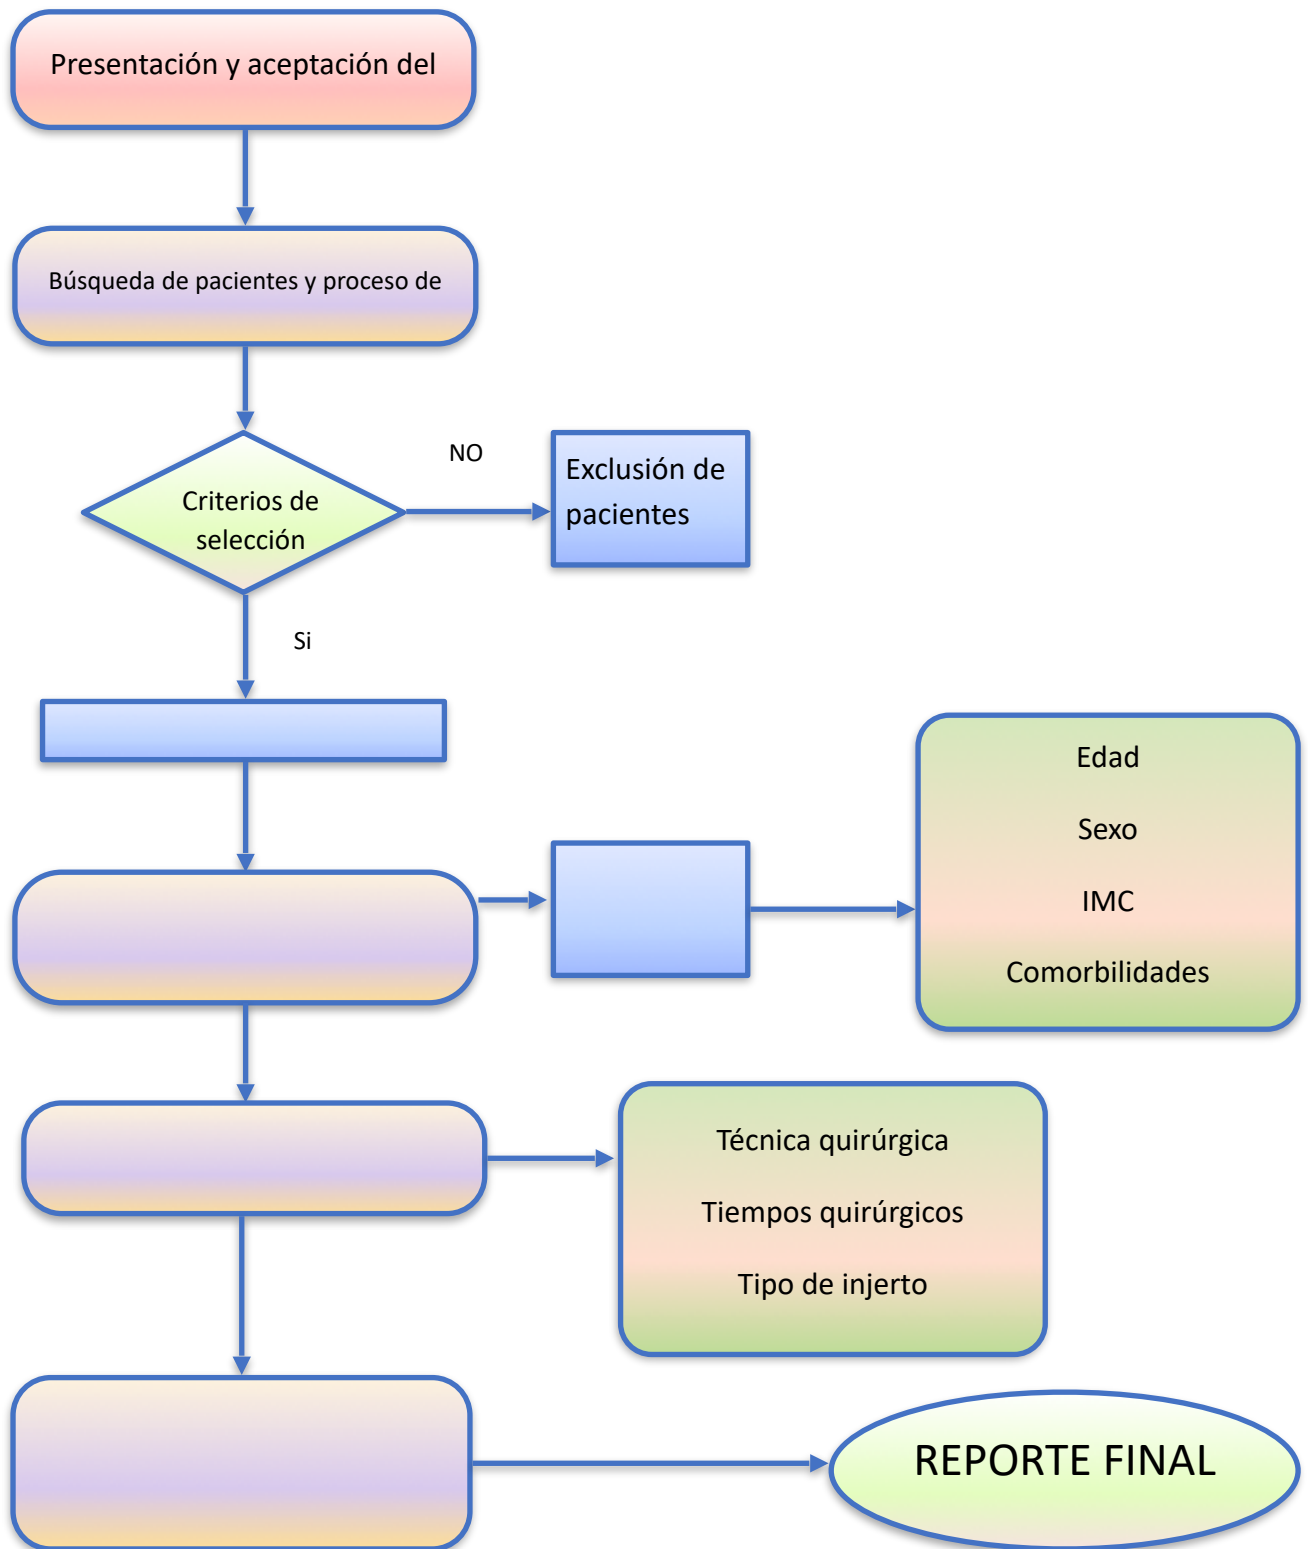 Presentación y aceptación del
Búsqueda de pacientes y proceso de
Criterios de
selección
NO
Exclusión de
pacientes
Si
Edad
Sexo
IMC
Comorbilidades
Técnica quirúrgica
Tiempos quirúrgicos
Tipo de injerto
REPORTE FINAL